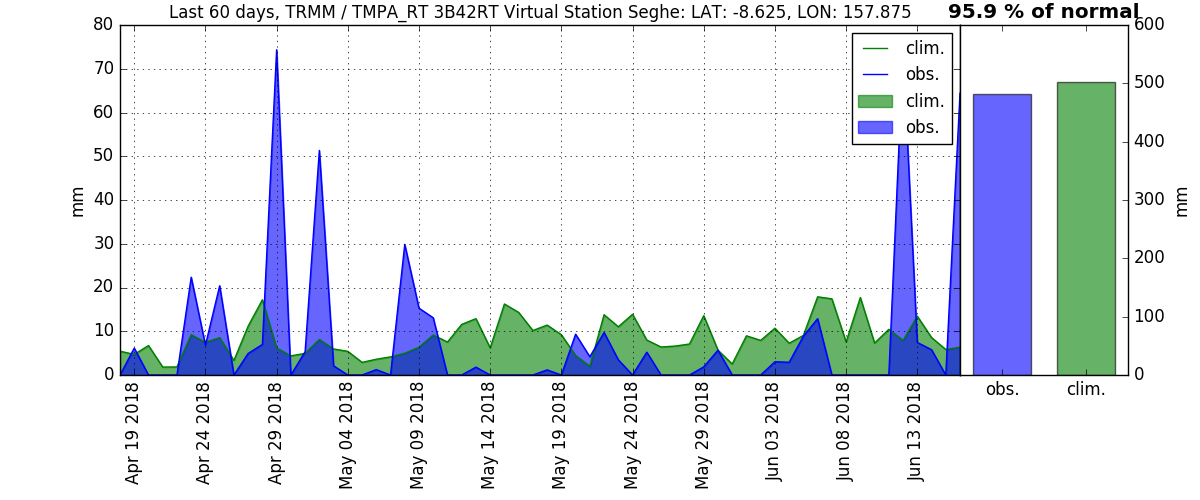 Last 60 days, TRMM / TMPA_RT 3B42RT Virtual Station Seghe: LAT: -8.625, LON: 157.875
95.9 % of normal
80
70
60
50
40
30
20
10
0
mm
clim.
obs.
clim.
obs.
600
500
400
300
200
100
0
mm
obs.
clim.
Apr 19 2018
Apr 24 2018
Apr 29 2018
May 04 2018
May 09 2018
May 14 2018
May 19 2018
May 24 2018
May 29 2018
Jun 03 2018
Jun 08 2018
Jun 13 2018